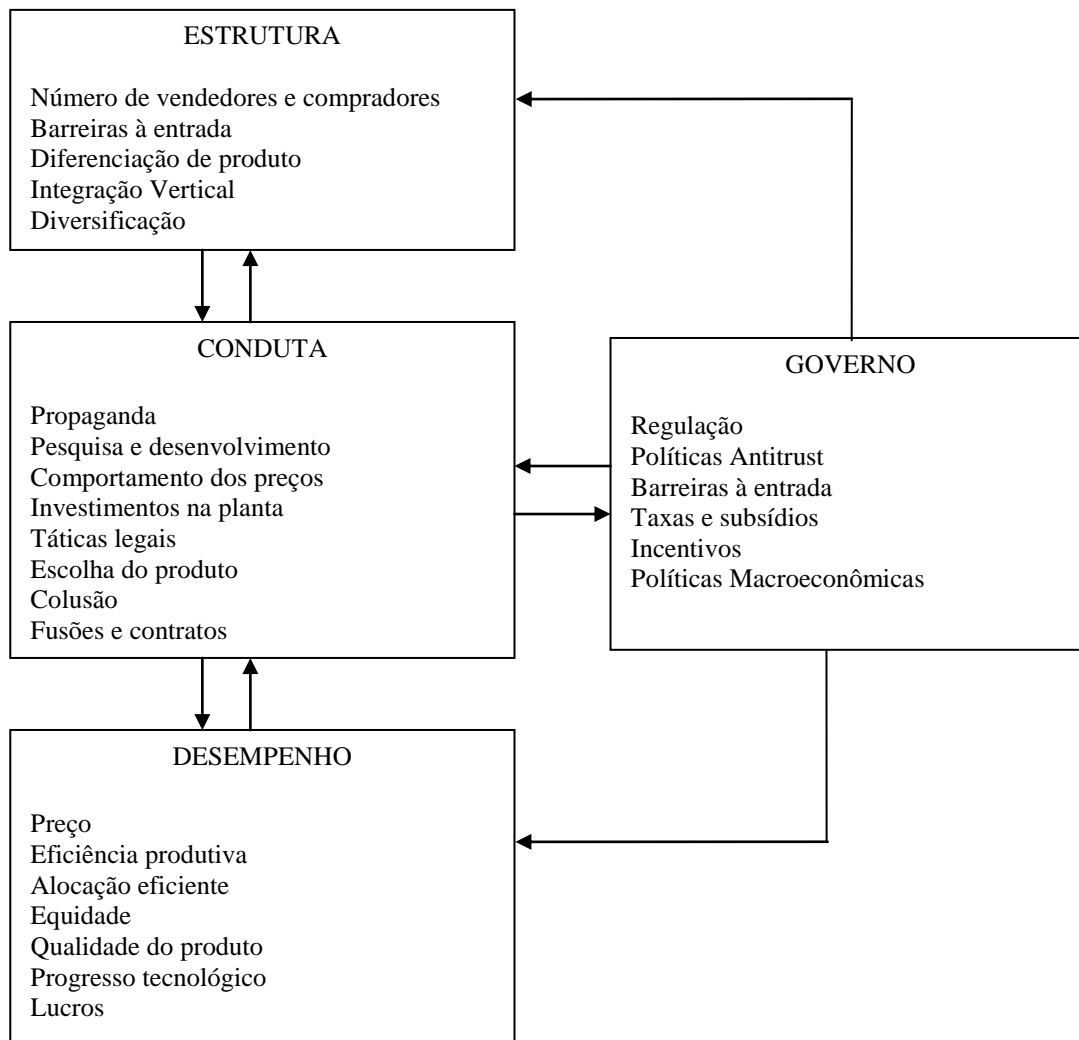 ESTRUTURA
Número de vendedores e compradores
Barreiras à entrada
Diferenciação de produto
Integração Vertical
Diversificação
CONDUTA
Propaganda
Pesquisa e desenvolvimento
Comportamento dos preços
Investimentos na planta
Táticas legais
Escolha do produto
Colusão
Fusões e contratos
GOVERNO
Regulação
Políticas Antitrust
Barreiras à entrada
Taxas e subsídios
Incentivos
Políticas Macroeconômicas
DESEMPENHO
Preço
Eficiência produtiva
Alocação eficiente
Equidade
Qualidade do produto
Progresso tecnológico
Lucros